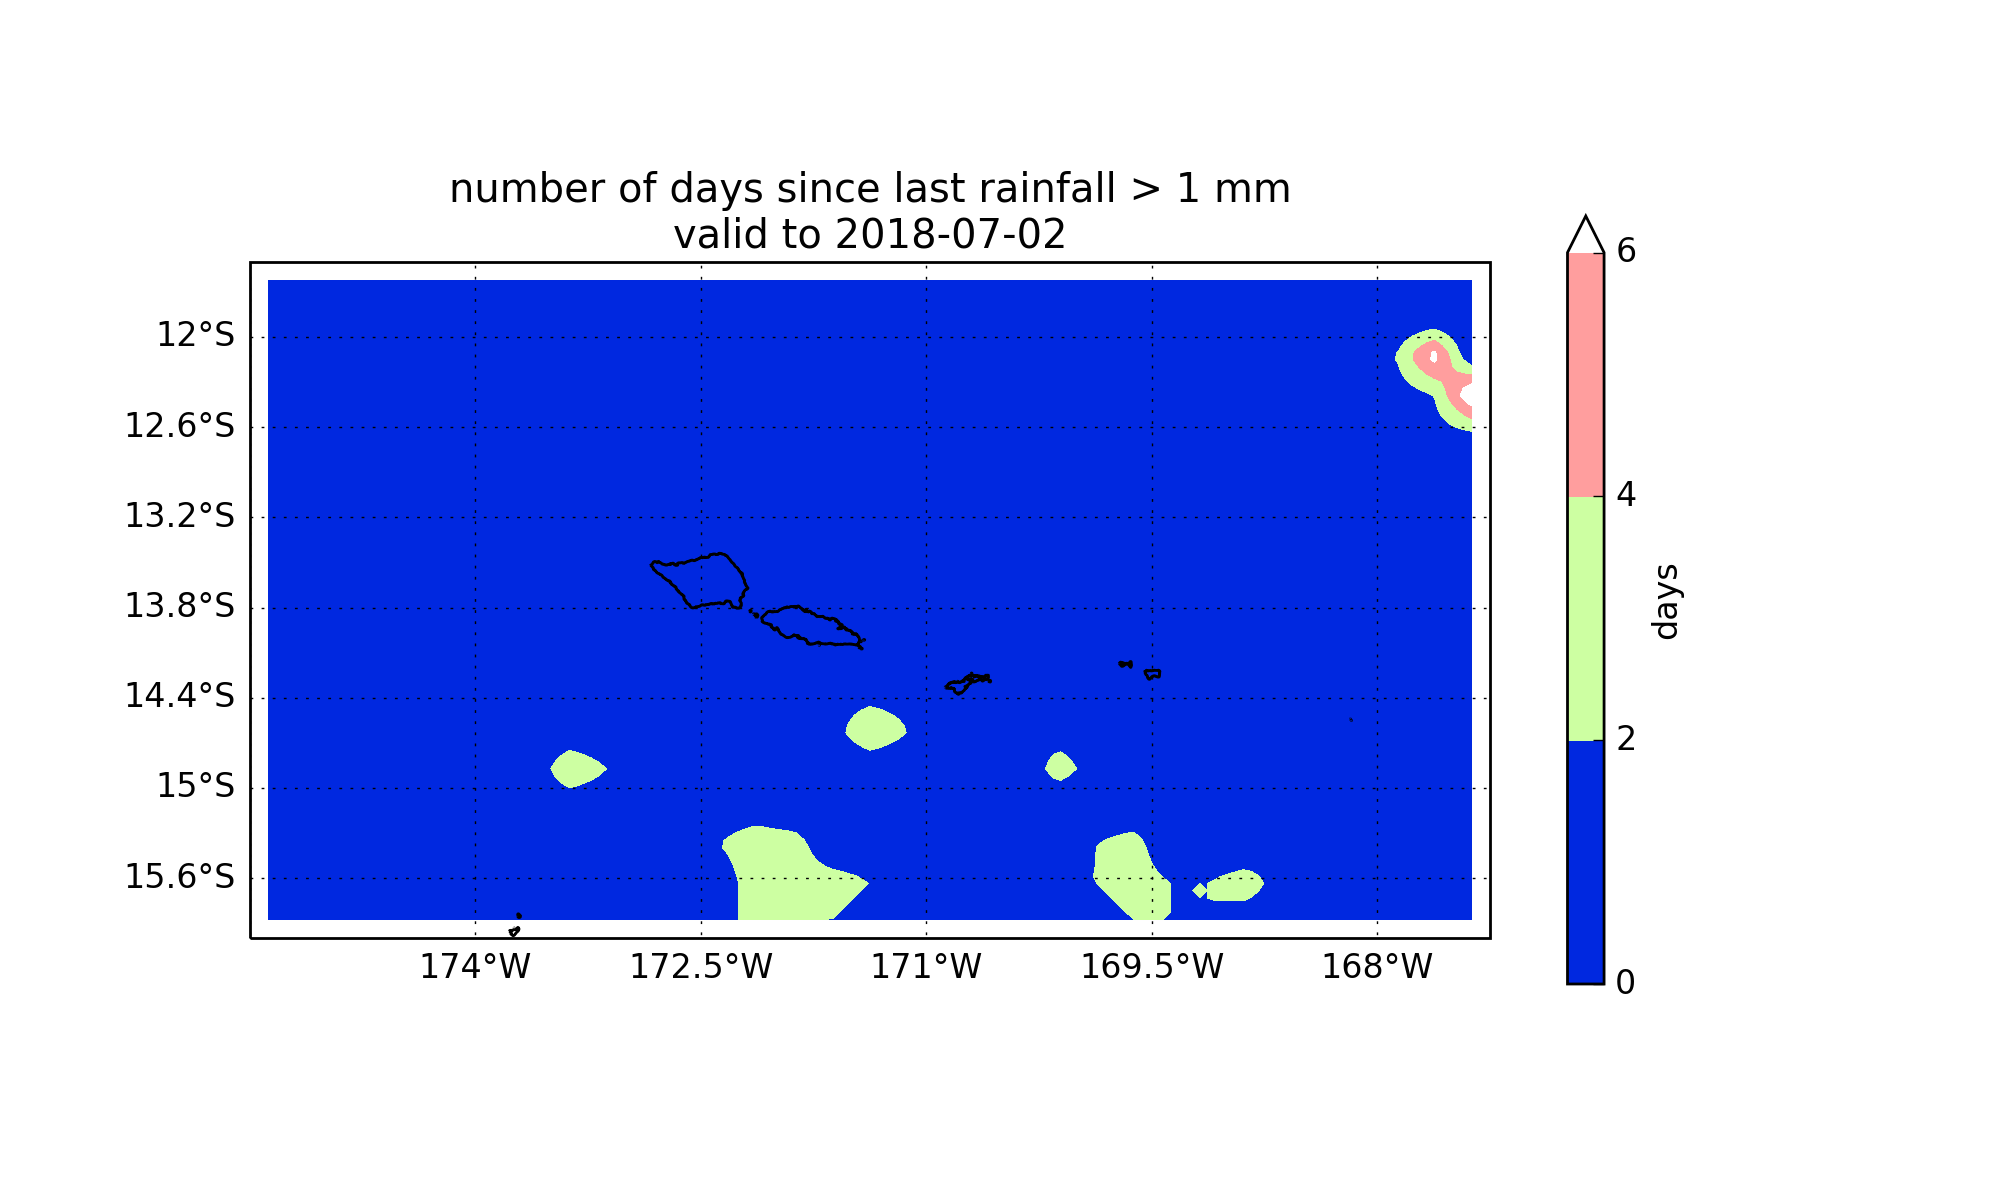 number of days since last rainfall > 1 mm
valid to 2018-07-02
12°S
12.6°S
13.2°S
13.8°S
14.4°S
15°S
15.6°S
174°W
172.5°W
171°W
169.5°W
168°W
6
4
2
0
days